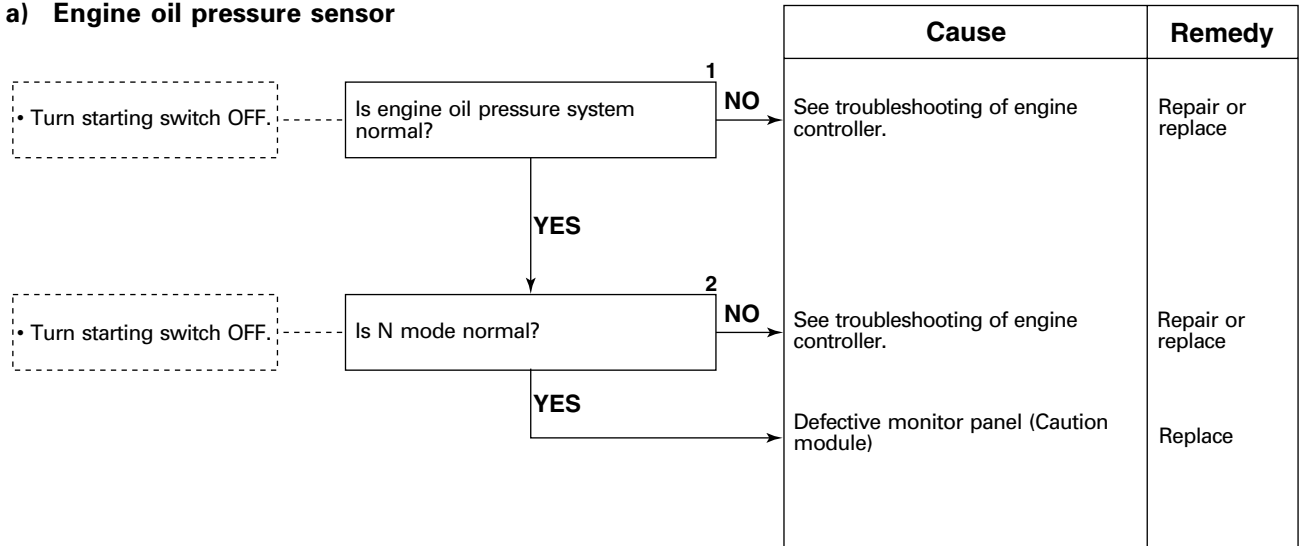 a) Engine oil pressure sensor
Cause
Remedy
• Turn starting switch OFF.
Is engine oil pressure system
normal?
1
NO
See troubleshooting of engine
controller.
Repair or
replace
YES
• Turn starting switch OFF.
Is N mode normal?
2
NO
See troubleshooting of engine
controller.
Repair or
replace
YES
Defective monitor panel (Caution
module)
Replace